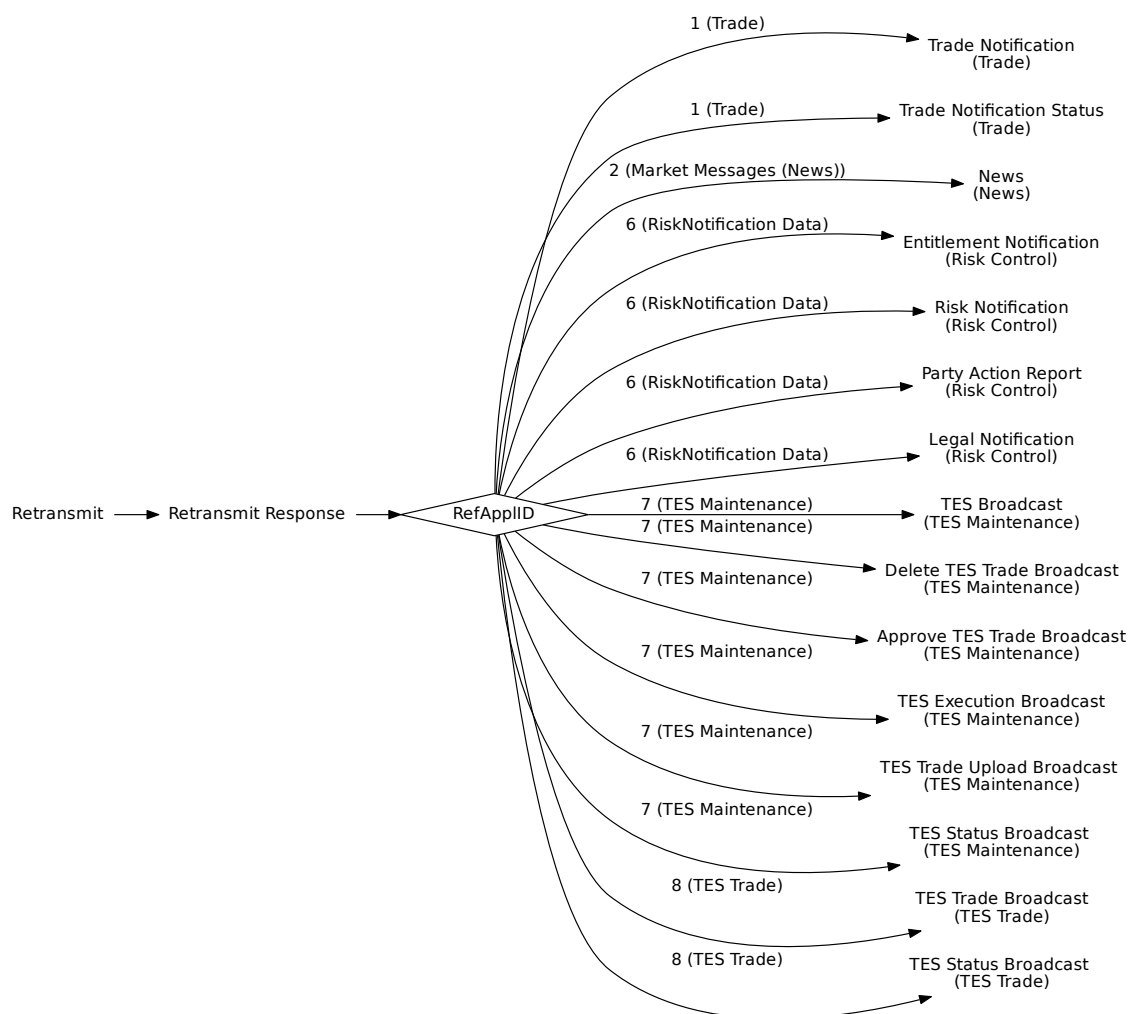 1 (Trade)
Trade Notification
(Trade)
1 (Trade)
Trade Notification Status
(Trade)
2 (Market Messages (News))
News
(News)
6 (RiskNotification Data)
Entitlement Notification
(Risk Control)
6 (RiskNotification Data)
Risk Notification
(Risk Control)
6 (RiskNotification Data)
Party Action Report
(Risk Control)
6 (RiskNotification Data)
Legal Notification
(Risk Control)
Retransmit
Retransmit Response
RefApplID
7 (TES Maintenance)
TES Broadcast
(TES Maintenance)
7 (TES Maintenance)
Delete TES Trade Broadcast
(TES Maintenance)
7 (TES Maintenance)
Approve TES Trade Broadcast
(TES Maintenance)
7 (TES Maintenance)
TES Execution Broadcast
(TES Maintenance)
7 (TES Maintenance)
TES Trade Upload Broadcast
(TES Maintenance)
7 (TES Maintenance)
TES Status Broadcast
(TES Maintenance)
8 (TES Trade)
TES Trade Broadcast
(TES Trade)
8 (TES Trade)
TES Status Broadcast
(TES Trade)